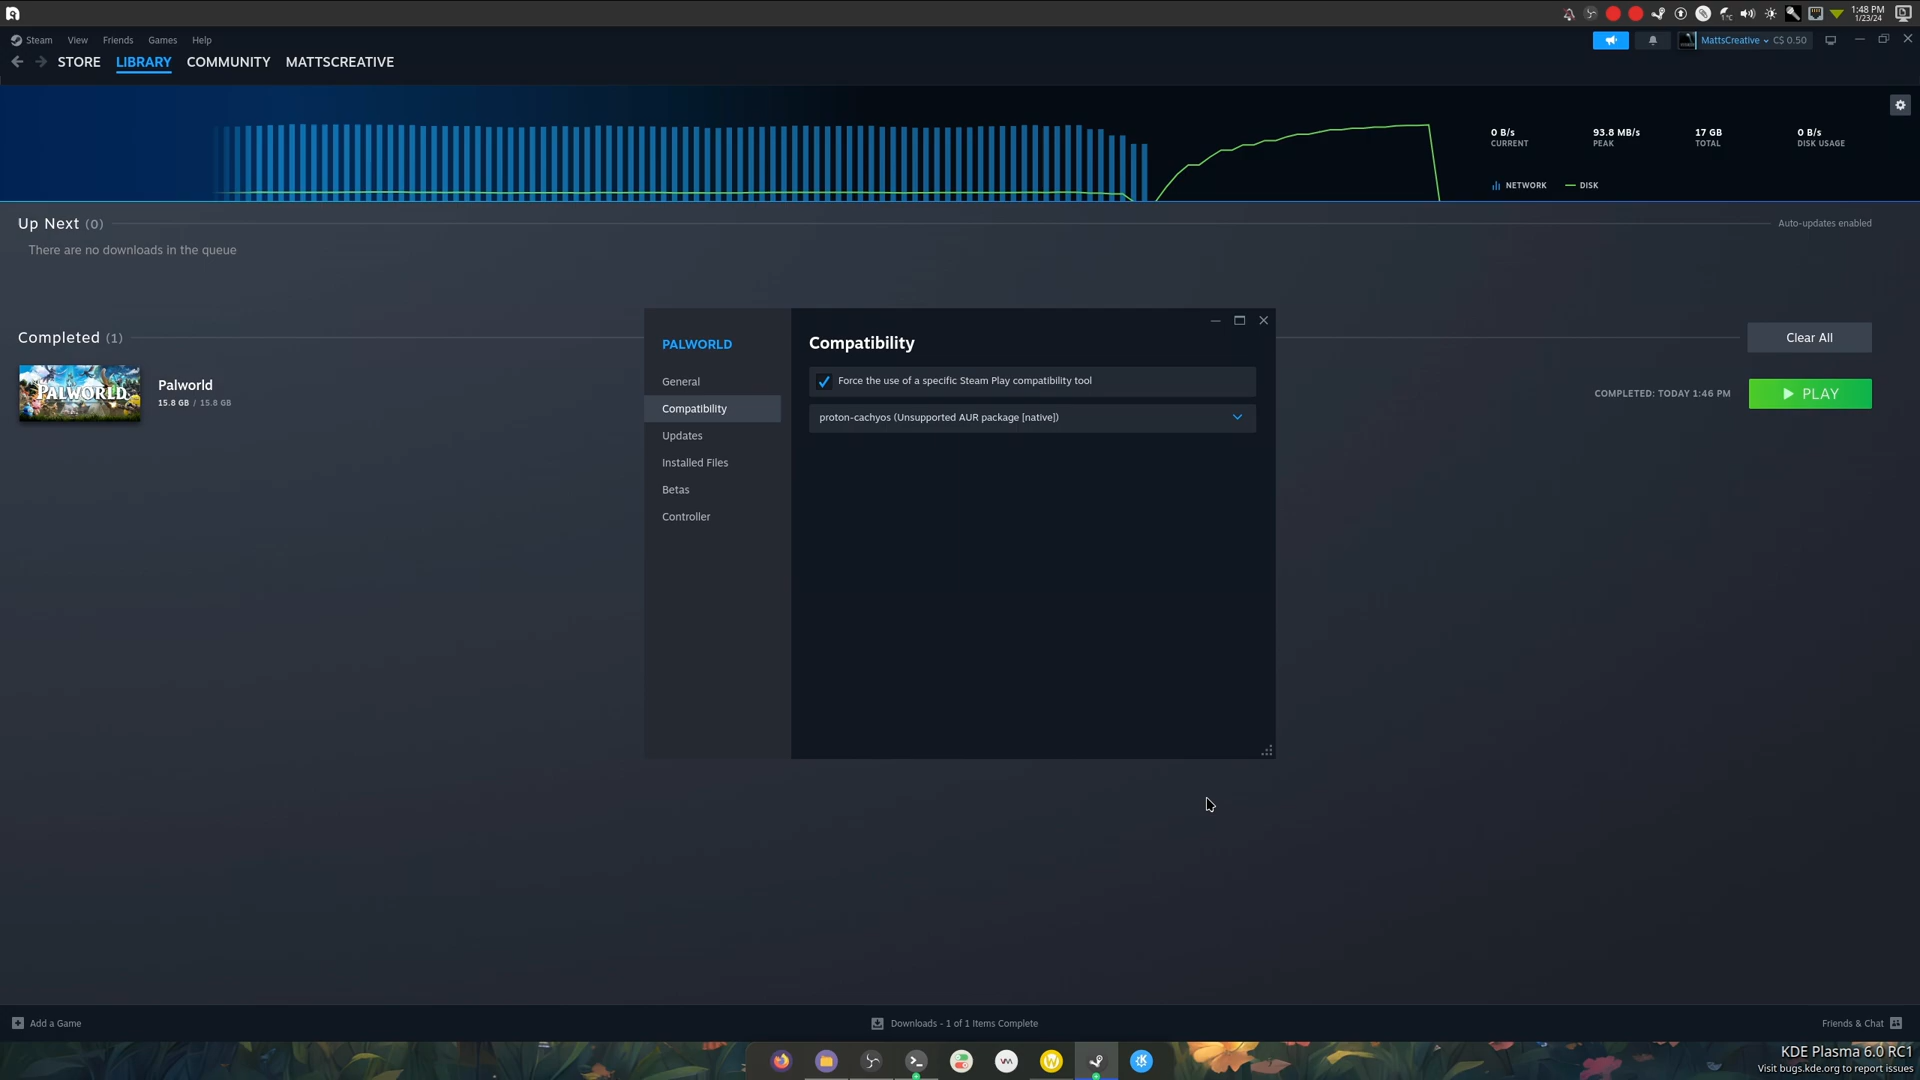 1:48 PM
1/23/24
1°C
Steam View Friends Games Help
MattsCreative C$ 0.50
STORE LIBRARY COMMUNITY MATTSCREATIVE
0 B/s 93.8 MB/s 17 GB 0 B/s
CURRENT PEAK TOTAL DISK USAGE
NETWORK DISK
Up Next (0)
Auto-updates enabled
There are no downloads in the queue
Completed (1)
Clear All
PALWORLD
Palworld
15.8 GB / 15.8 GB
COMPLETED: TODAY 1:46 PM
PLAY
PALWORLD
General
Compatibility
Updates
Installed Files
Betas
Controller
Compatibility
Force the use of a specific Steam Play compatibility tool
proton-cachyos (Unsupported AUR package [native])
Add a Game
Downloads - 1 of 1 Items Complete
Friends & Chat
KDE Plasma 6.0 RC1
Visit bugs.kde.org to report issues